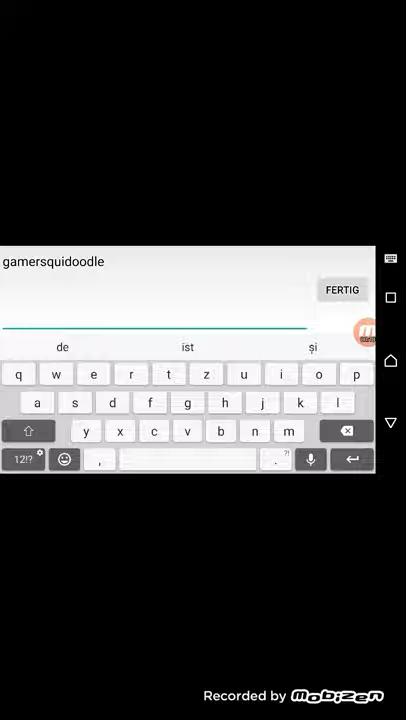 gamersquidoodle
FERTIG
de ist și
q w e r t z u i o p
a s d f g h j k l
y x c v b n m
12!? , . ?!
Recorded by MOBIZEN